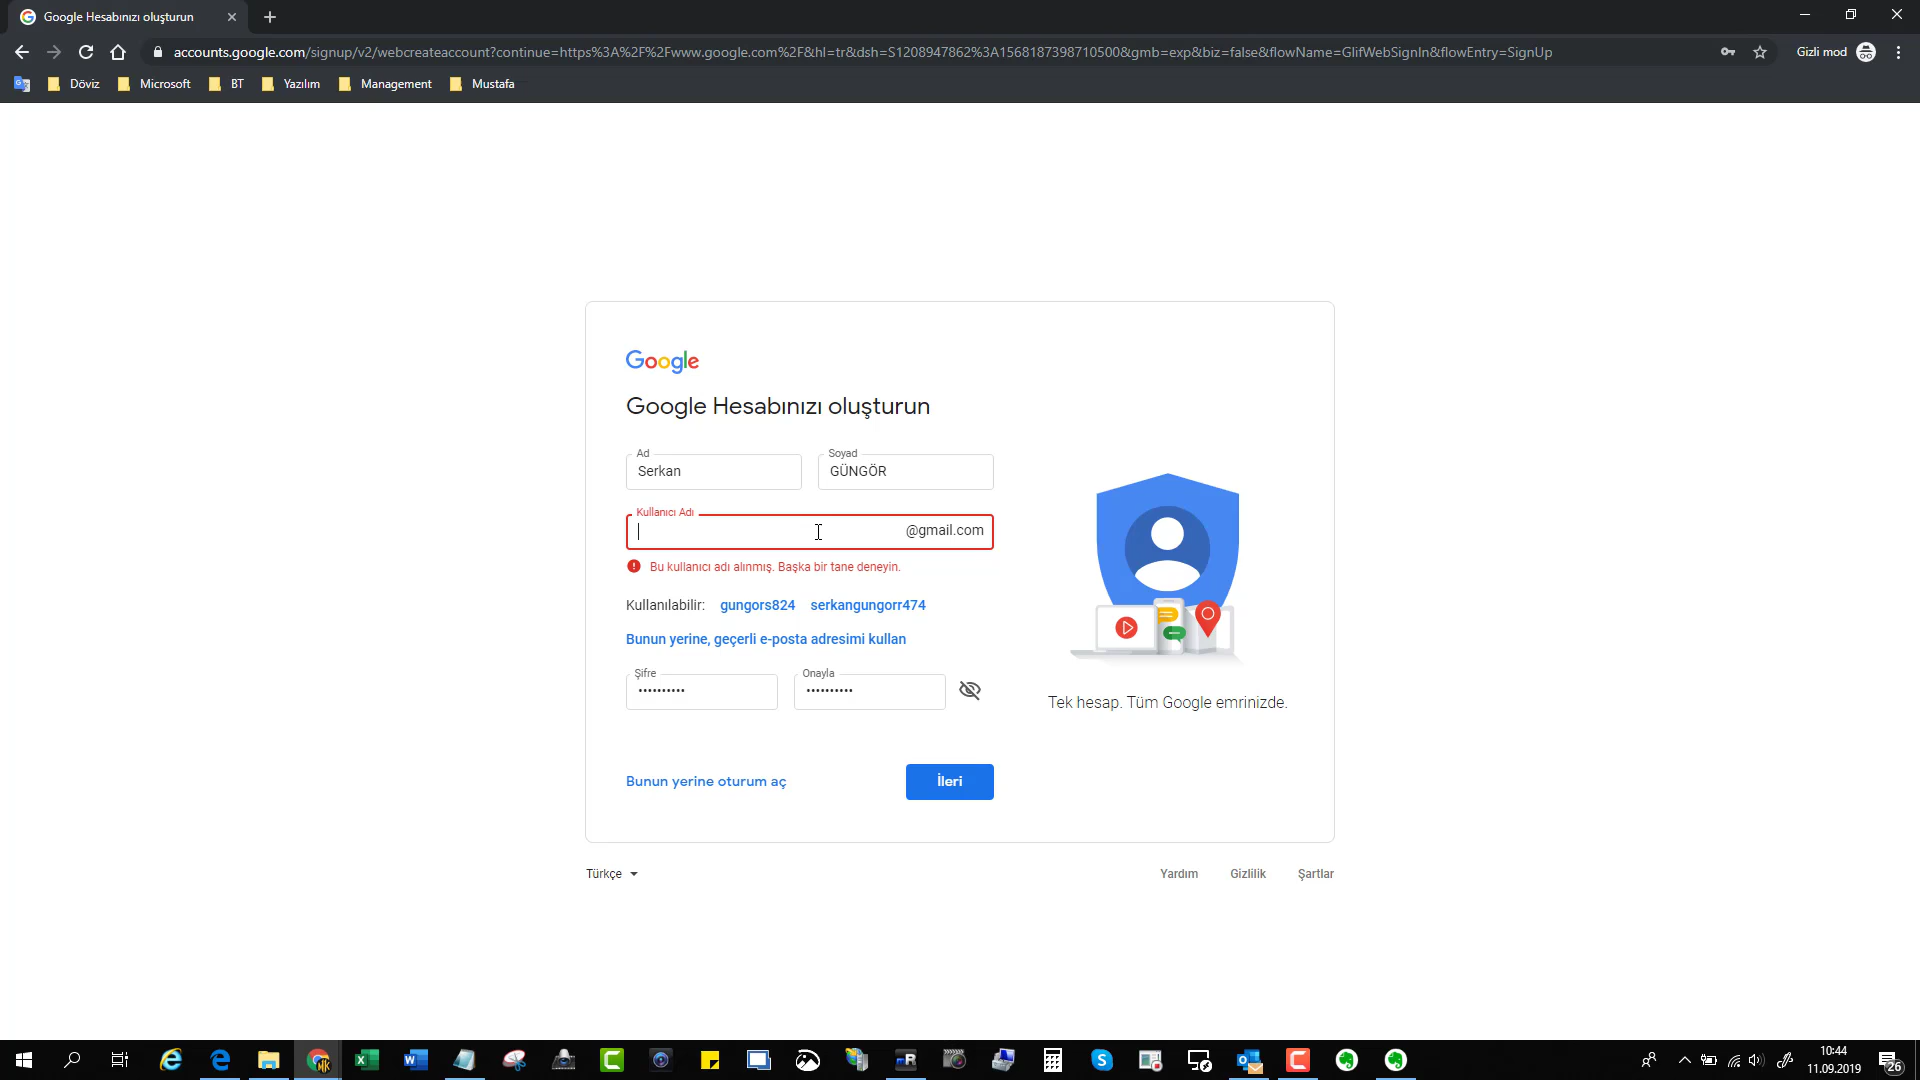 Google Hesabınızı oluşturun
accounts.google.com/signup/v2/webcreateaccount?continue=https%3A%2F%2Fwww.google.com%2F&hl=tr&dsh=S1208947862%3A1568187398710500&gmb=exp&biz=false&flowName=GlifWebSignIn&flowEntry=SignUp
Gizli mod
Döviz Microsoft BT Yazılım Management Mustafa
Google
Google Hesabınızı oluşturun
Ad Soyad
Serkan GÜNGÖR
Kullanıcı Adı
@gmail.com
Bu kullanıcı adı alınmış. Başka bir tane deneyin.
Kullanılabilir: gungors824 serkangungorr474
Bunun yerine, geçerli e-posta adresimi kullan
Şifre Onayla
Tek hesap. Tüm Google emrinizde.
Bunun yerine oturum aç İleri
Türkçe Yardım Gizlilik Şartlar
10:44
11.09.2019
26